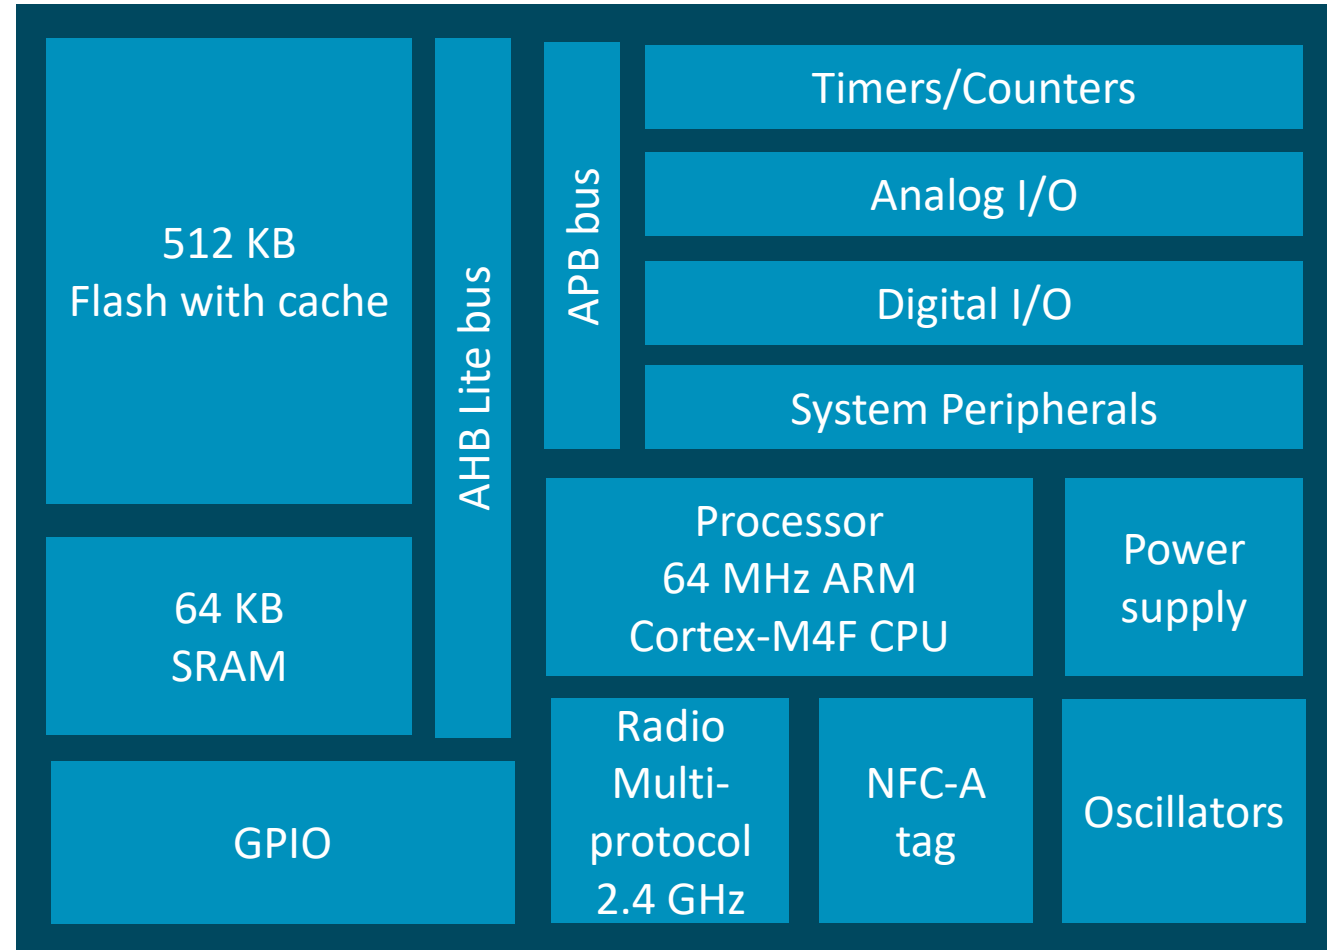 512 KB
Flash with cache
64 KB
SRAM
GPIO
AHB Lite bus
APB bus
Timers/Counters
Analog I/O
Digital I/O
System Peripherals
Processor
64 MHz ARM
Cortex-M4F CPU
Power
supply
Radio
Multi-
protocol
2.4 GHz
NFC-A
tag
Oscillators